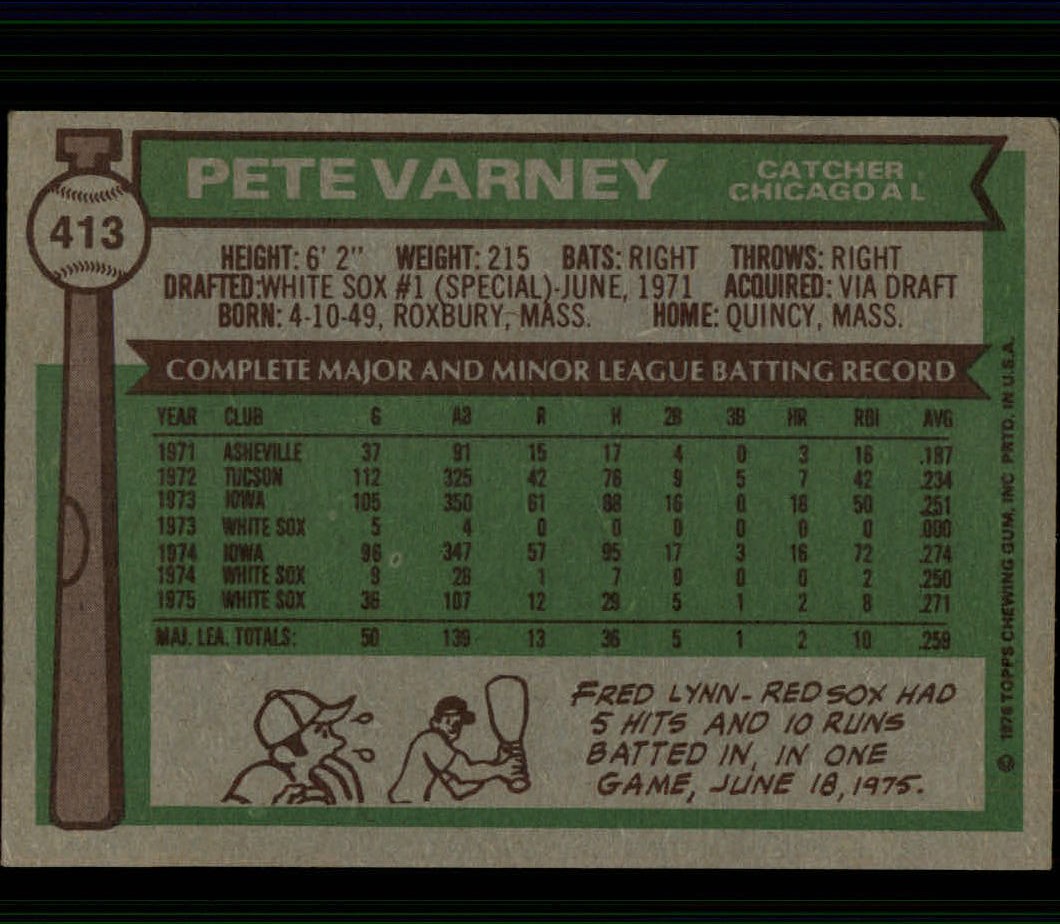 413
PETE VARNEY
CATCHER
CHICAGO A L
HEIGHT: 6' 2" WEIGHT: 215 BATS: RIGHT THROWS: RIGHT
DRAFTED: WHITE SOX #1 (SPECIAL)-JUNE, 1971 ACQUIRED: VIA DRAFT
BORN: 4-10-49, ROXBURY, MASS. HOME: QUINCY, MASS.
COMPLETE MAJOR AND MINOR LEAGUE BATTING RECORD
YEAR CLUB G AB R H 2B 3B HR RBI AVG
1971 ASHEVILLE 37 91 15 17 4 0 3 16 .187
1972 TUCSON 112 325 42 76 9 5 7 42 .234
1973 IOWA 105 350 61 88 16 0 18 50 .251
1973 WHITE SOX 5 4 0 0 0 0 0 0 .000
1974 IOWA 96 347 57 95 17 3 16 72 .274
1974 WHITE SOX 9 28 1 7 0 0 0 2 .250
1975 WHITE SOX 36 107 12 29 5 1 2 8 .271
MAJ. LEA. TOTALS: 50 139 13 36 5 1 2 10 .259
FRED LYNN- RED SOX HAD
5 HITS AND 10 RUNS
BATTED IN, IN ONE
GAME, JUNE 18, 1975.
© 1976 TOPPS CHEWING GUM, INC PRTD. IN U.S.A.